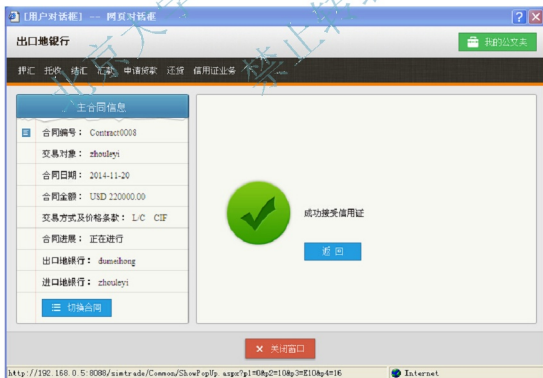 [用户对话框] -- 网页对话框
出口地银行
我的公文夹
押汇 托收 结汇 汇款 申请贷款 还贷 信用证业务
主合同信息
合同编号： Contract0008
交易对象： zhouleyi
合同日期： 2014-11-20
合同金额： USD 220000.00
交易方式及价格条款： L/C CIF
合同进展： 正在进行
出口地银行： dumeihong
进口地银行： zhouleyi
切换合同
成功接受信用证
返 回
× 关闭窗口
http://192.168.0.5:8088/simtrade/Common/ShowPopUp.aspx?p1=0&p2=10&p3=E10&p4=16
Internet